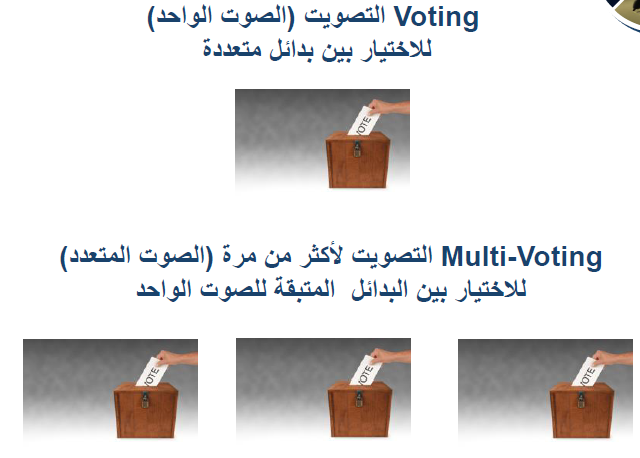 Voting التصويت (الصوت الواحد)
للاختيار بين بدائل متعددة
VOTE
Multi-Voting التصويت لأكثر من مرة (الصوت المتعدد)
للاختيار بين البدائل المتبقة للصوت الواحد
VOTE
VOTE
VOTE